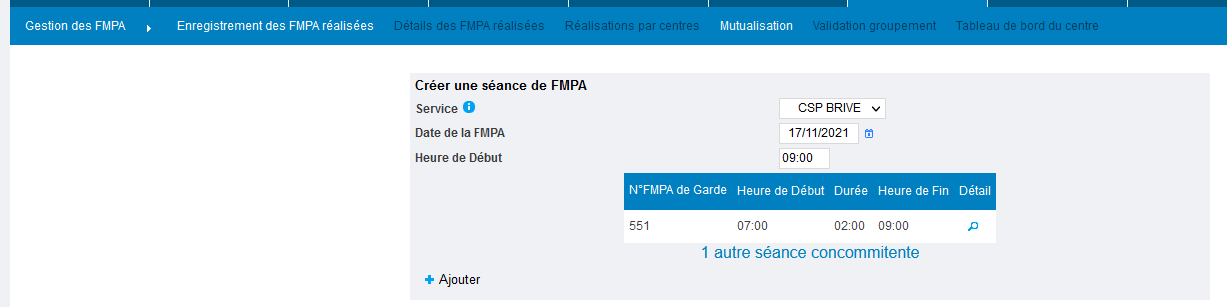 Gestion des FMPA Enregistrement des FMPA réalisées Détails des FMPA réalisées Réalisations par centres Mutualisation Validation groupement Tableau de bord du centre
Créer une séance de FMPA
Service CSP BRIVE
Date de la FMPA 17/11/2021
Heure de Début 09:00
N°FMPA de Garde Heure de Début Durée Heure de Fin Détail
551 07:00 02:00 09:00
1 autre séance concommitente
Ajouter